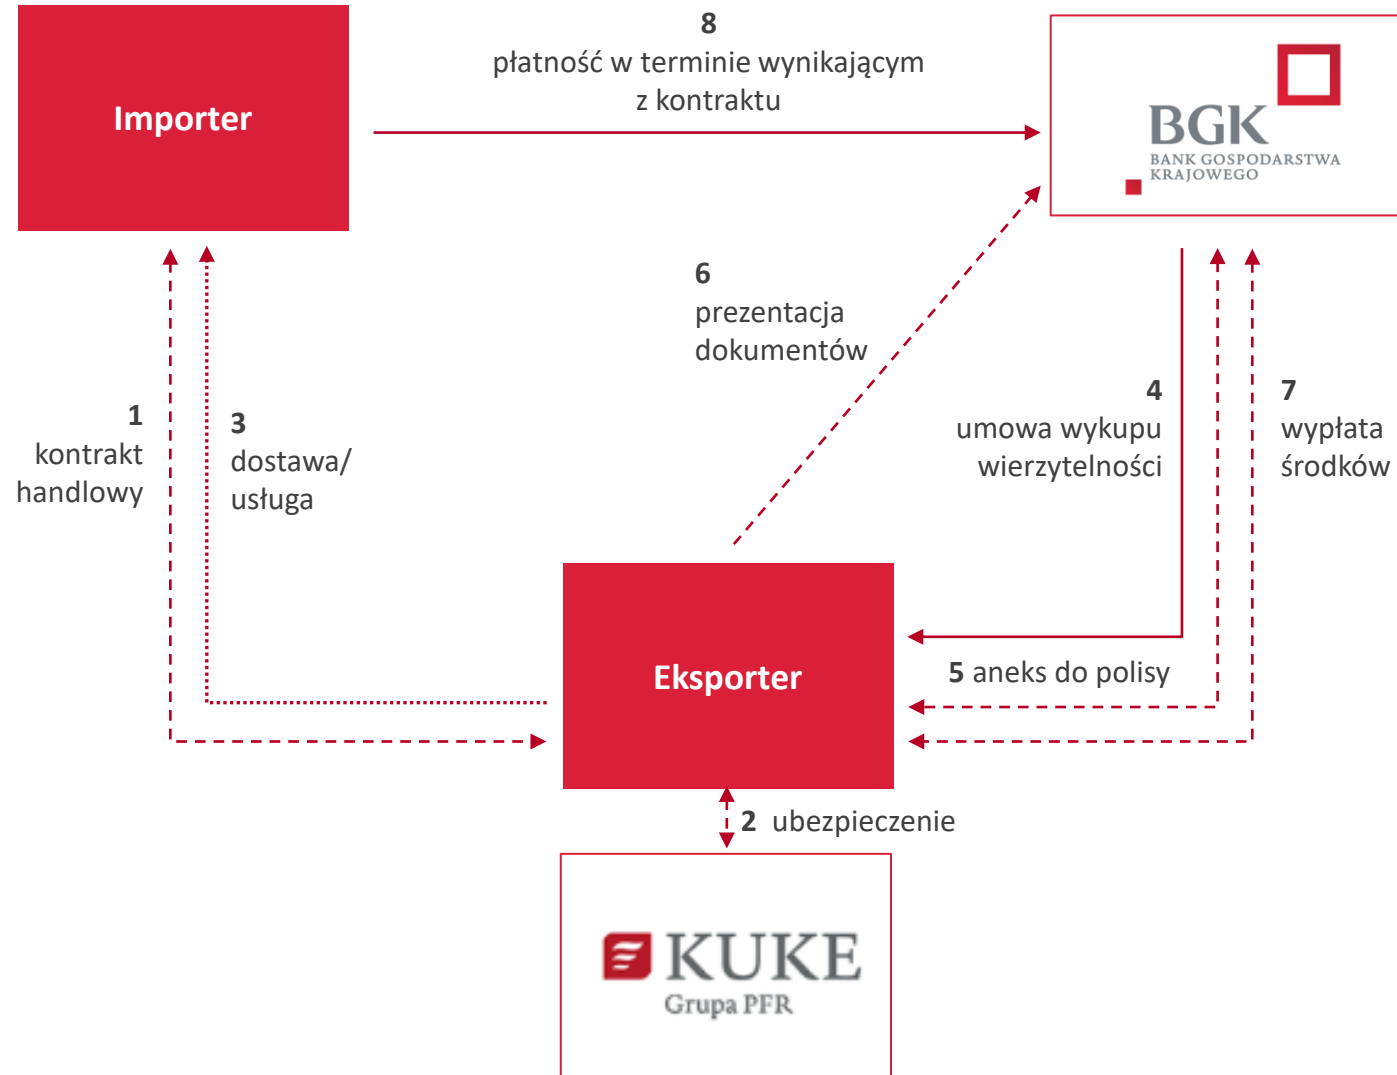 8
płatność w terminie wynikającym
z kontraktu
Importer
BGK
BANK GOSPODARSTWA
KRAJOWEGO
6
prezentacja
dokumentów
1
kontrakt
handlowy
3
dostawa/
usługa
4
umowa wykupu
wierzytelności
7
wypłata
środków
Eksporter
5 aneks do polisy
2 ubezpieczenie
KUKE
Grupa PFR